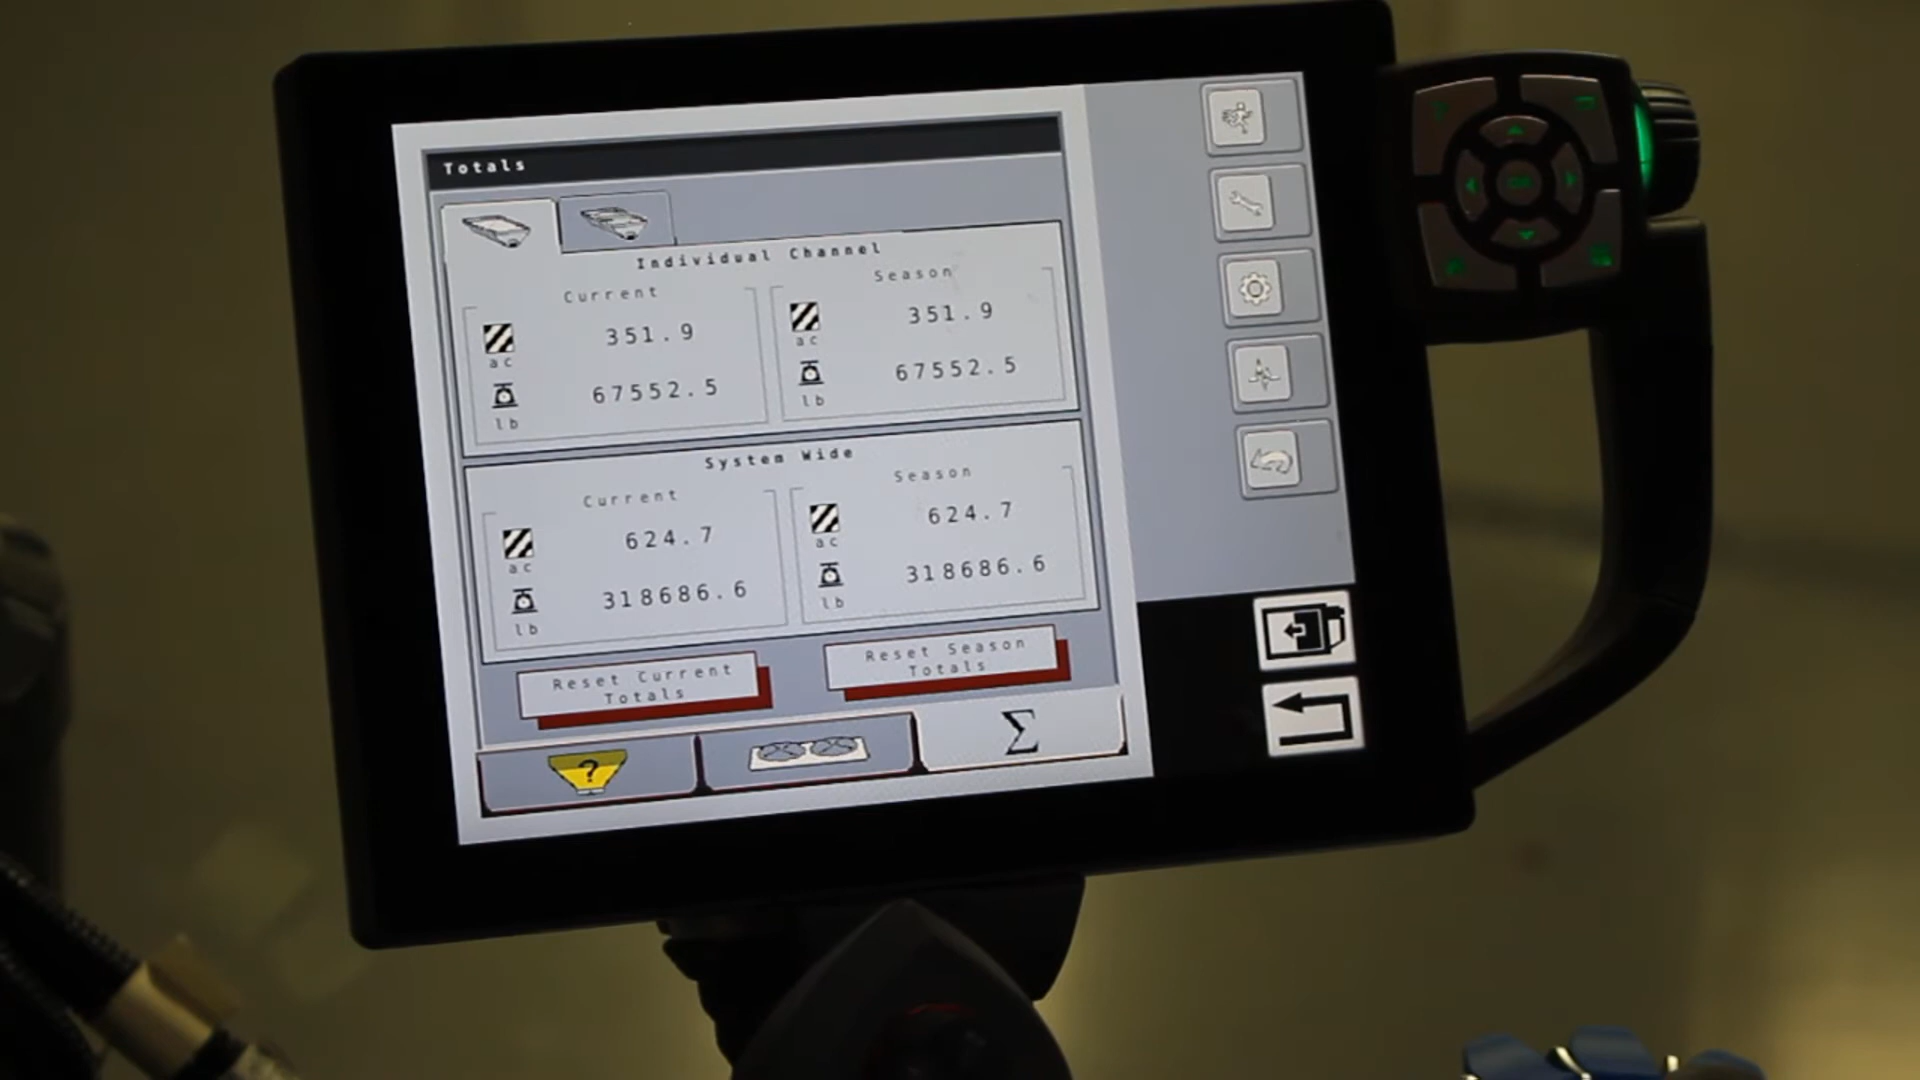 Totals
Individual Channel
Current
Season
351.9
351.9
ac
ac
67552.5
67552.5
lb
lb
System Wide
Current
Season
624.7
624.7
ac
ac
318686.6
318686.6
lb
lb
Reset Current
Totals
Reset Season
Totals
?
Σ
OK